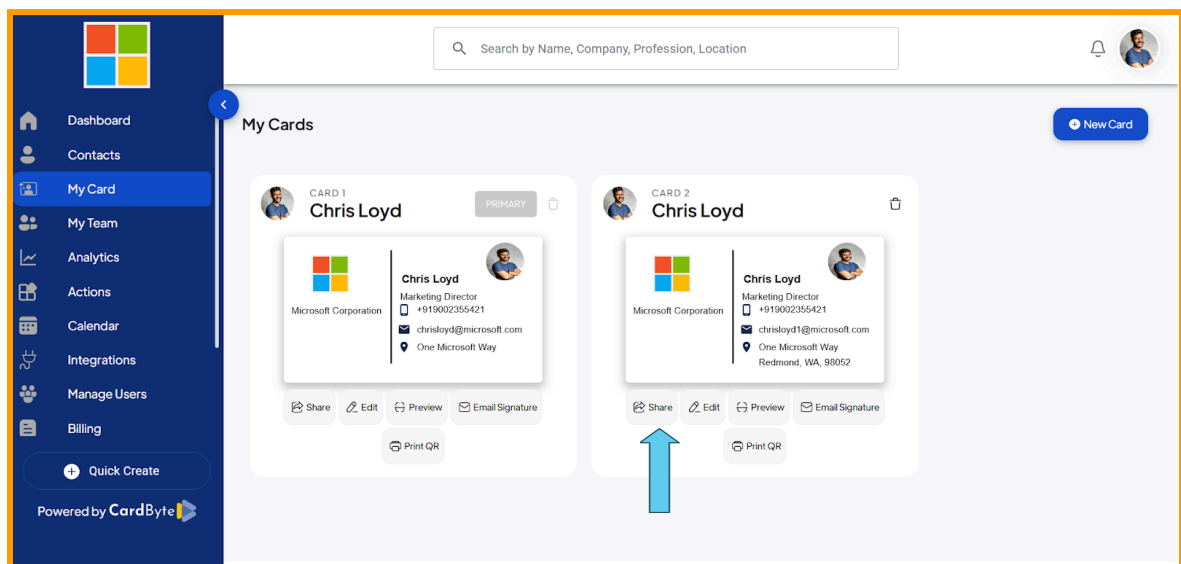 Search by Name, Company, Profession, Location
Dashboard
Contacts
My Card
My Team
Analytics
Actions
Calendar
Integrations
Manage Users
Billing
Quick Create
Powered by CardByte
My Cards
New Card
CARD 1
Chris Loyd
PRIMARY
Microsoft Corporation
Chris Loyd
Marketing Director
+919002355421
chrisloyd@microsoft.com
One Microsoft Way
Share
Edit
Preview
Email Signature
Print QR
CARD 2
Chris Loyd
Microsoft Corporation
Chris Loyd
Marketing Director
+919002355421
chrisloyd1@microsoft.com
One Microsoft Way
Redmond, WA, 98052
Share
Edit
Preview
Email Signature
Print QR